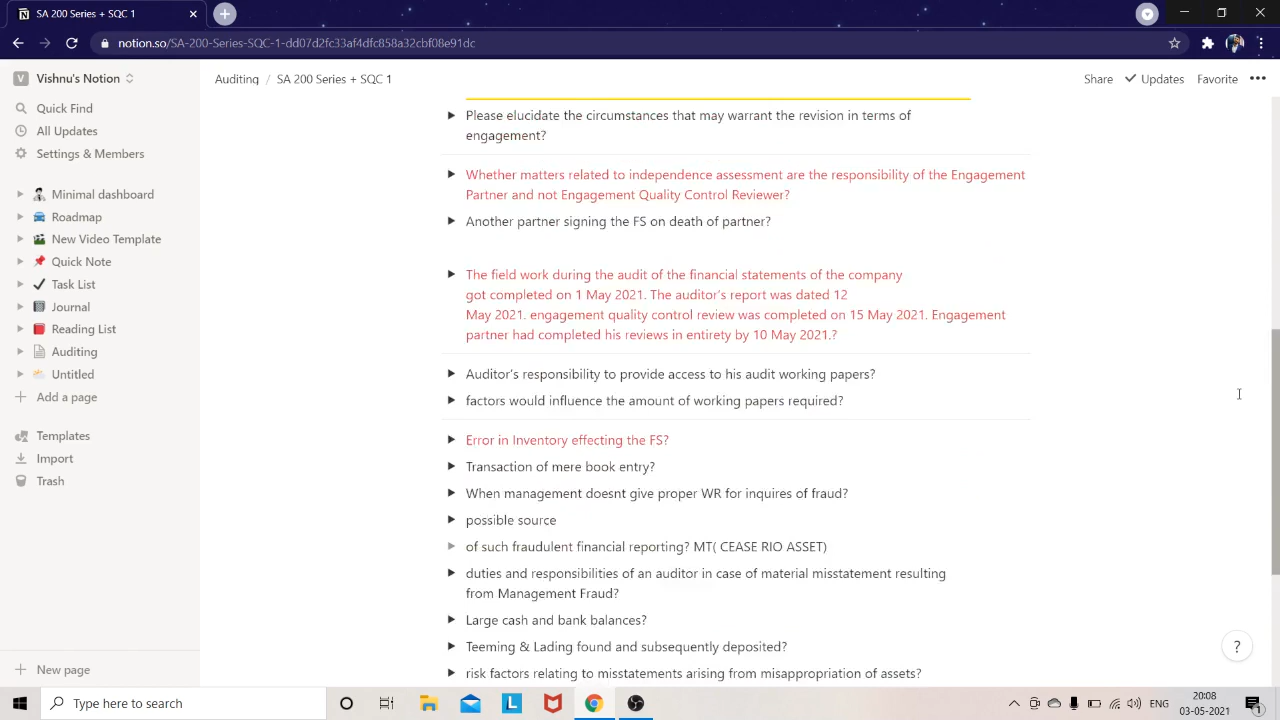 SA 200 Series + SQC 1
notion.so/SA-200-Series-SQC-1-dd07d2fc33af4dfc858a32cbf08e91dc
V Vishnu's Notion
Quick Find
All Updates
Settings & Members
Minimal dashboard
Roadmap
New Video Template
Quick Note
Task List
Journal
Reading List
Auditing
Untitled
Add a page
Templates
Import
Trash
New page
Auditing / SA 200 Series + SQC 1
Share Updates Favorite
Please elucidate the circumstances that may warrant the revision in terms of
engagement?
Whether matters related to independence assessment are the responsibility of the Engagement
Partner and not Engagement Quality Control Reviewer?
Another partner signing the FS on death of partner?
The field work during the audit of the financial statements of the company
got completed on 1 May 2021. The auditor's report was dated 12
May 2021. engagement quality control review was completed on 15 May 2021. Engagement
partner had completed his reviews in entirety by 10 May 2021.?
Auditor's responsibility to provide access to his audit working papers?
factors would influence the amount of working papers required?
Error in Inventory effecting the FS?
Transaction of mere book entry?
When management doesnt give proper WR for inquires of fraud?
possible source
of such fraudulent financial reporting? MT( CEASE RIO ASSET)
duties and responsibilities of an auditor in case of material misstatement resulting
from Management Fraud?
Large cash and bank balances?
Teeming & Lading found and subsequently deposited?
risk factors relating to misstatements arising from misappropriation of assets?
?
Type here to search
20:08
03-05-2021